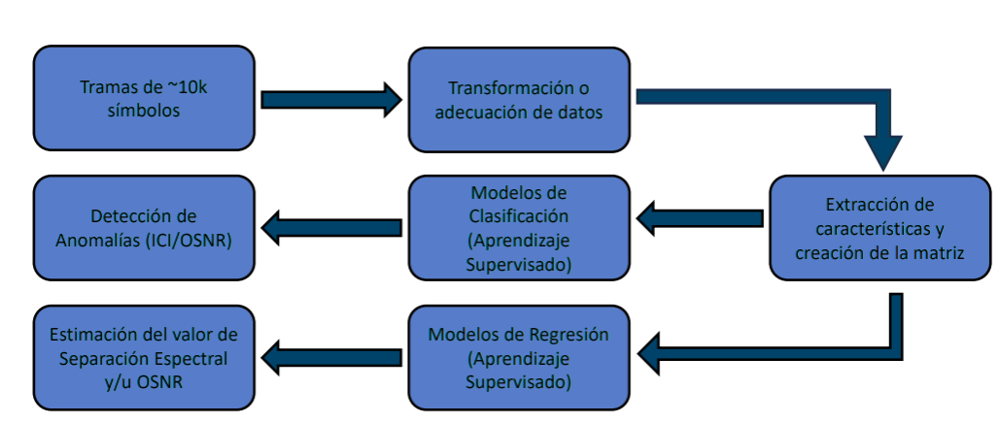 Tramas de ~10k
símbolos
Transformación o
adecuación de datos
Extracción de
características y
creación de la matriz
Modelos de
Clasificación
(Aprendizaje
Supervisado)
Detección de
Anomalías (ICI/OSNR)
Modelos de Regresión
(Aprendizaje
Supervisado)
Estimación del valor de
Separación Espectral
y/u OSNR